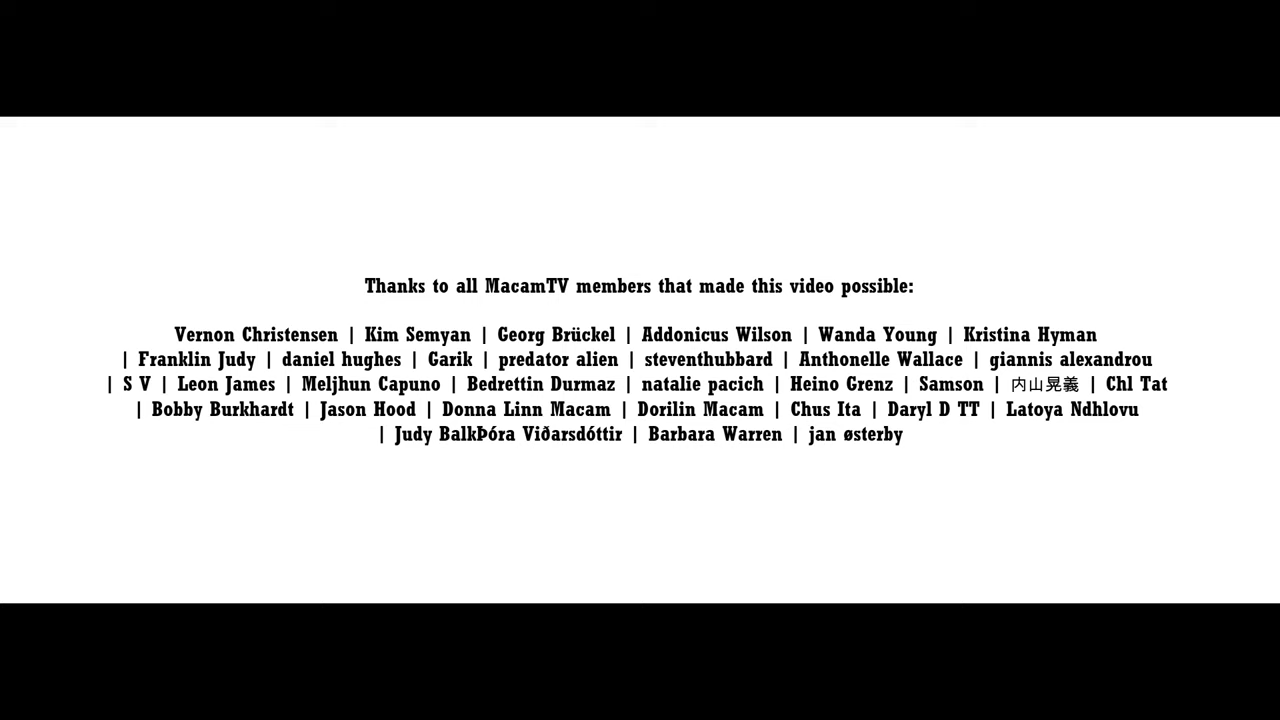 Thanks to all MacamTV members that made this video possible:
Vernon Christensen | Kim Semyan | Georg Brückel | Addonicus Wilson | Wanda Young | Kristina Hyman
| Franklin Judy | daniel hughes | Garik | predator alien | steventhubbard | Anthonelle Wallace | giannis alexandrou
| S V | Leon James | Meljhun Capuno | Bedrettin Durmaz | natalie pacich | Heino Grenz | Samson | 内山晃義 | Chl Tat
| Bobby Burkhardt | Jason Hood | Donna Linn Macam | Dorilin Macam | Chus Ita | Daryl D TT | Latoya Ndhlovu
| Judy BalkÞóra Viðarsdóttir | Barbara Warren | jan østerby